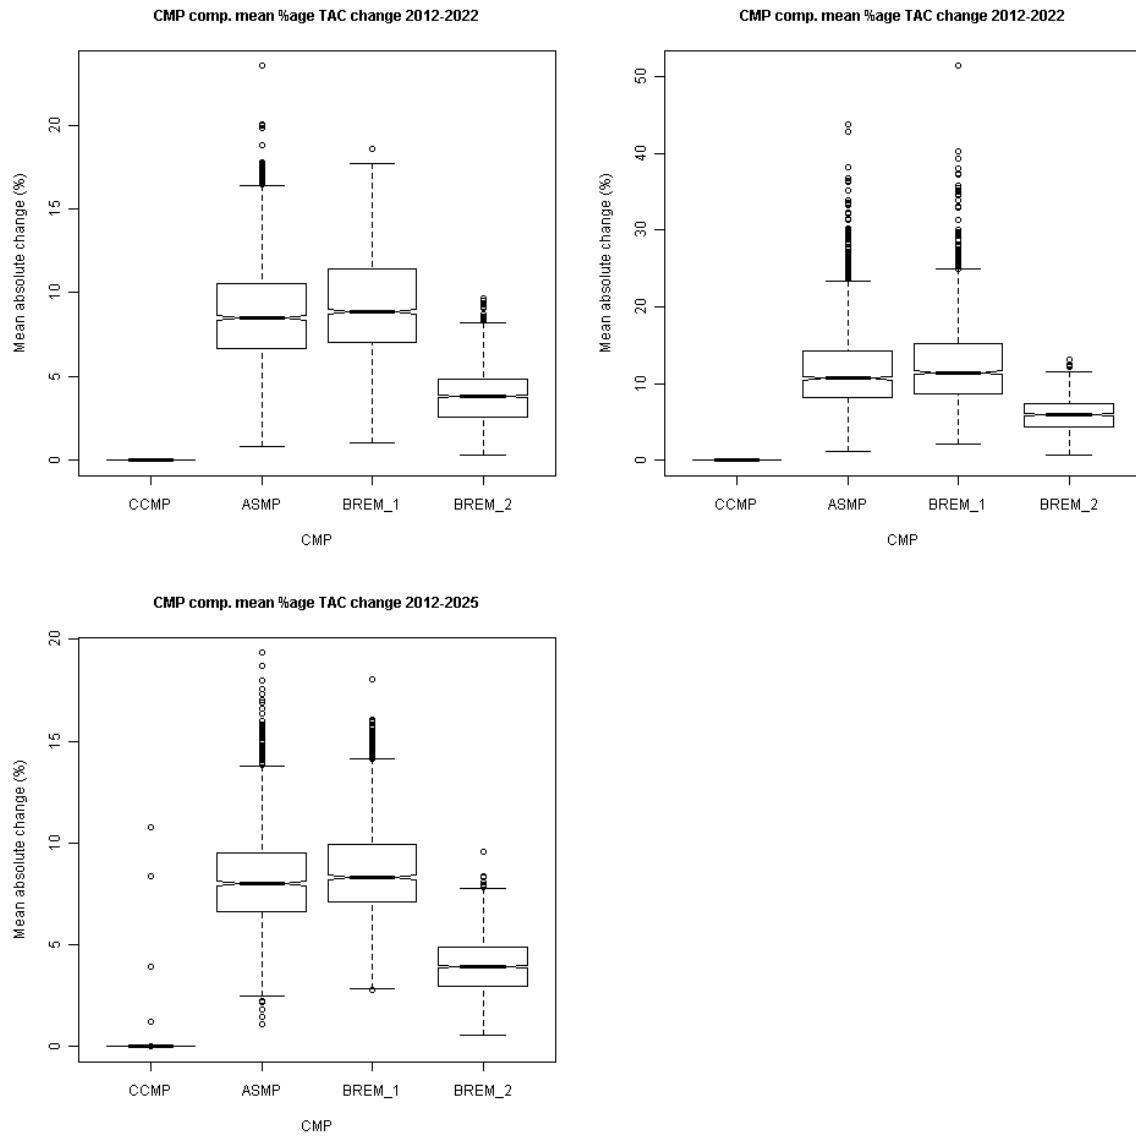 CMP comp. mean %age TAC change 2012-2022
Mean absolute change (%)
20
15
10
5
0
CCMP ASMP BREM_1 BREM_2
CMP
CMP comp. mean %age TAC change 2012-2022
Mean absolute change (%)
50
40
30
20
10
0
CCMP ASMP BREM_1 BREM_2
CMP
CMP comp. mean %age TAC change 2012-2025
Mean absolute change (%)
20
15
10
5
0
CCMP ASMP BREM_1 BREM_2
CMP